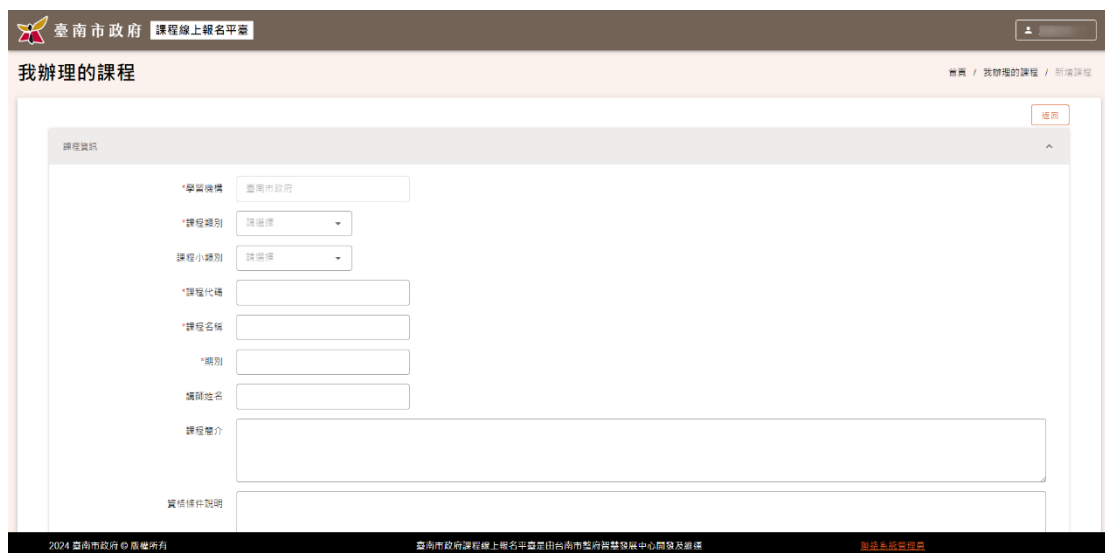 臺南市政府 課程線上報名平臺
我辦理的課程
首頁 / 我辦理的課程 / 新增課程
返回
課程資訊
*學習機構 臺南市政府
*課程類別 請選擇
課程小類別 請選擇
*課程代碼
*課程名稱
*期別
講師姓名
課程簡介
資格條件說明
2024 臺南市政府 © 版權所有 臺南市政府課程線上報名平臺是由台南市政府智慧發展中心開發及維運 聯絡系統管理員